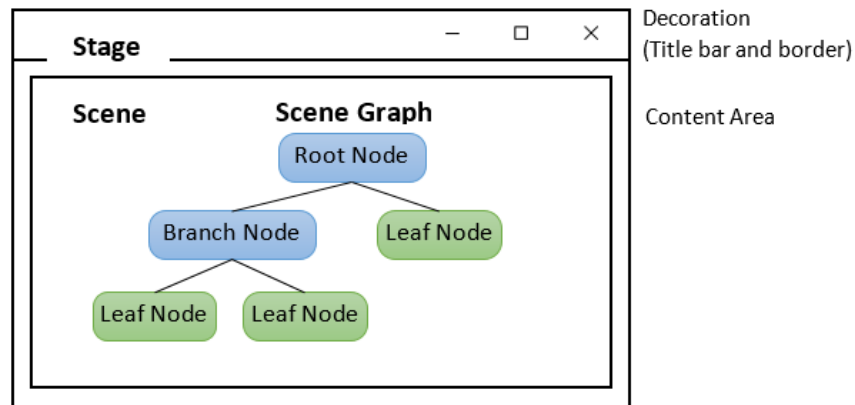 Decoration
(Title bar and border)
Stage
Content Area
Scene
Scene Graph
Root Node
Branch Node
Leaf Node
Leaf Node
Leaf Node